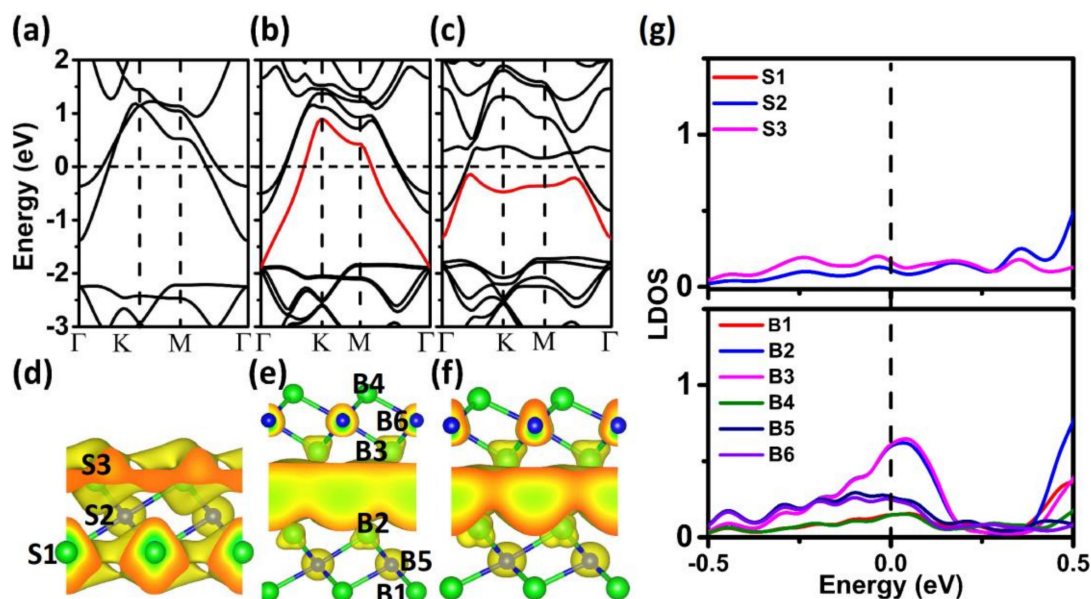 (a) (b) (c) (g)
Energy (eV)
2
1
0
-1
-2
-3
Γ K M Γ K M Γ K M Γ
(d) (e) (f)
S3
S2
S1
B4
B6
B3
B2
B5
B1
LDOS
S1
S2
S3
1
0
B1
B2
B3
B4
B5
B6
1
0
-0.5 0.0 0.5
Energy (eV)